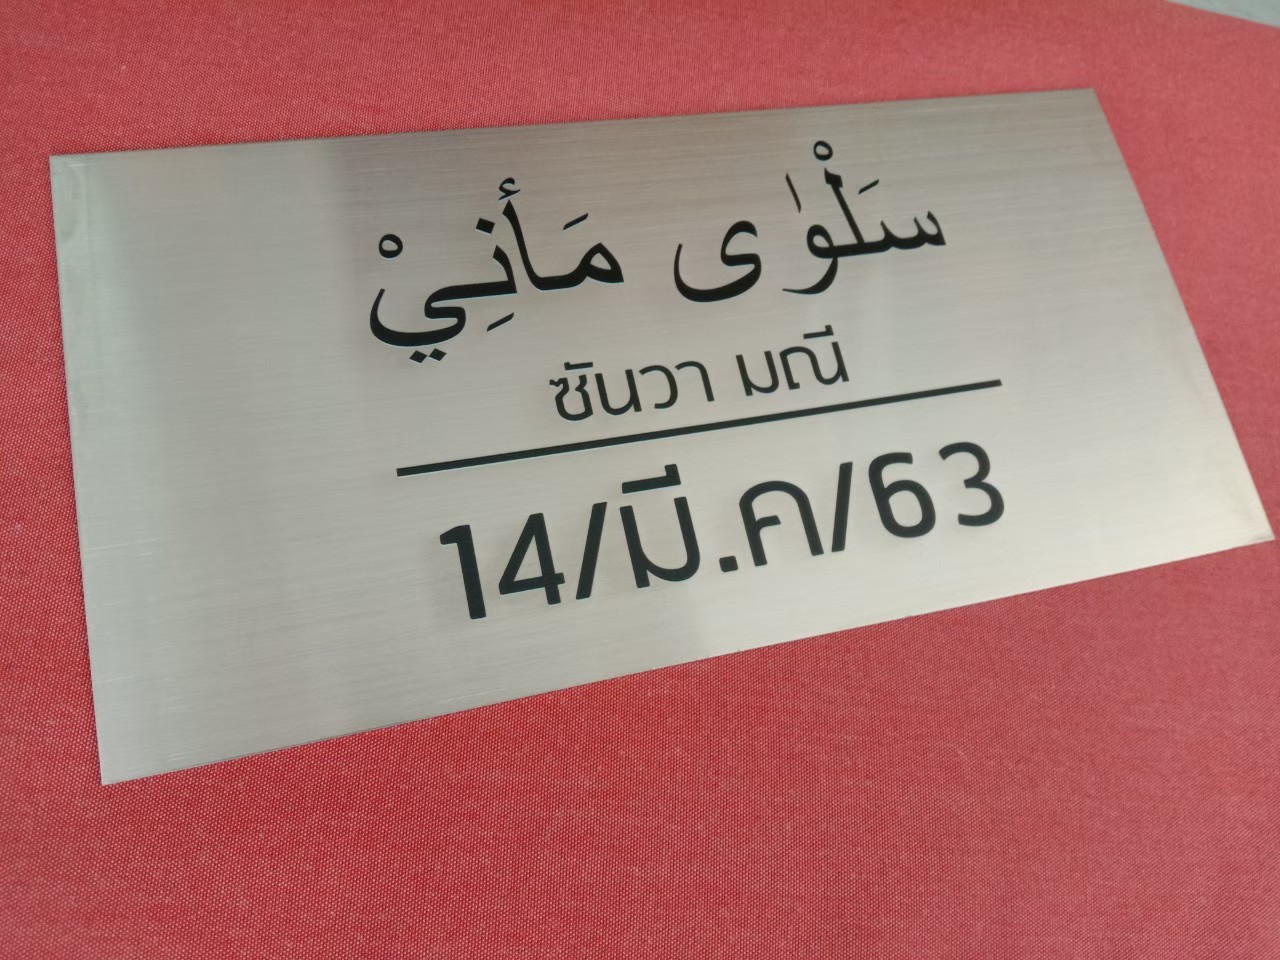 سَلْوٰى مَأنِيْ
ซันวา มณี
14/มี.ค/63